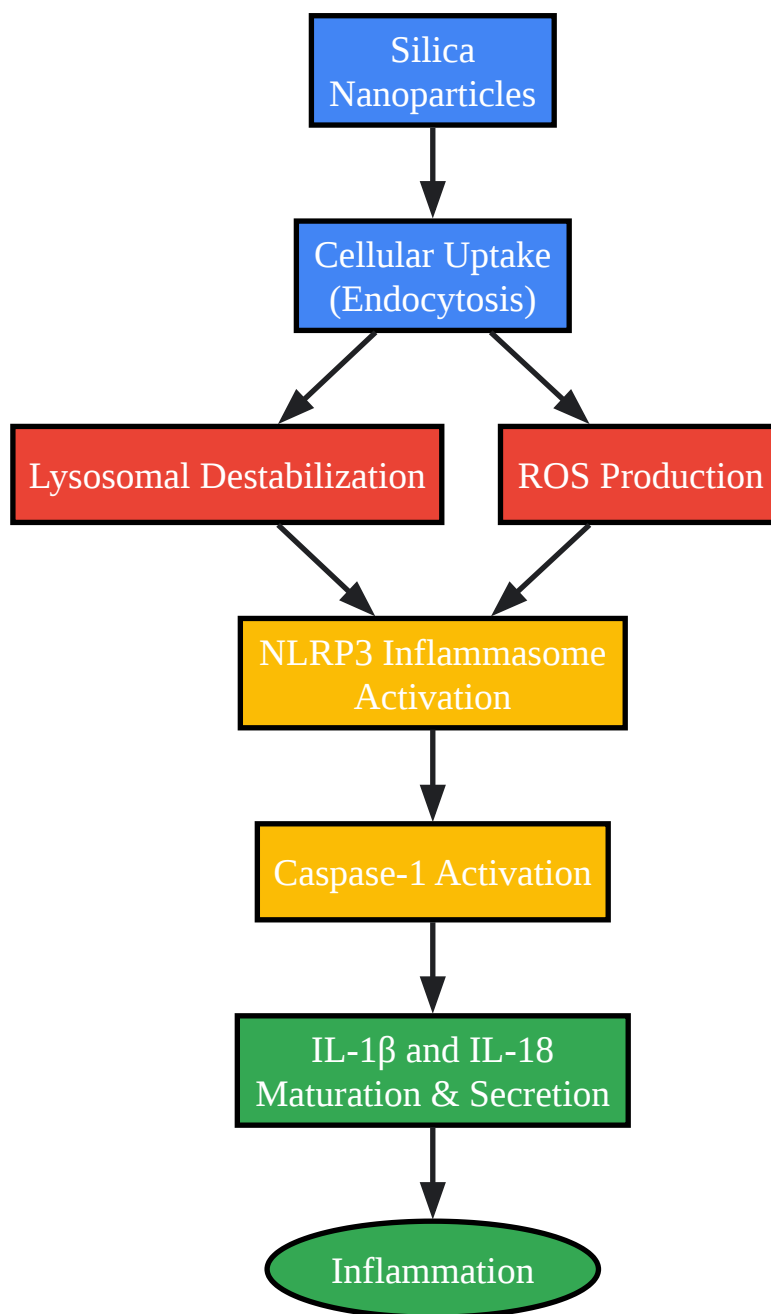 Silica
Nanoparticles
Cellular Uptake
(Endocytosis)
Lysosomal Destabilization
ROS Production
NLRP3 Inflammasome
Activation
Caspase-1 Activation
IL-1β and IL-18
Maturation & Secretion
Inflammation